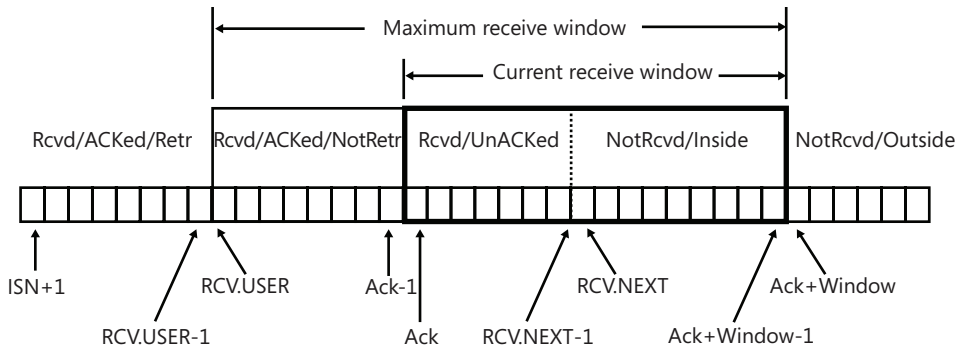 Maximum receive window
Current receive window
Rcvd/ACKed/Retr
Rcvd/ACKed/NotRetr
Rcvd/UnACKed
NotRcvd/Inside
NotRcvd/Outside
ISN+1
RCV.USER
Ack-1
RCV.NEXT
Ack+Window
RCV.USER-1
Ack
RCV.NEXT-1
Ack+Window-1